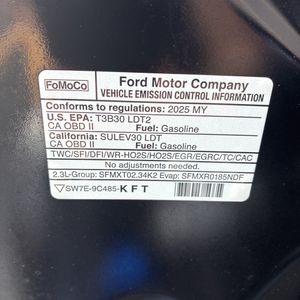 FoMoCo
Ford Motor Company
VEHICLE EMISSION CONTROL INFORMATION
Conforms to regulations: 2025 MY
U.S. EPA: T3B30 LDT2
CA OBD II Fuel: Gasoline
California: SULEV30 LDT
CA OBD II Fuel: Gasoline
TWC/SFI/DFI/WR-HO2S/HO2S/EGR/EGRC/TC/CAC
No adjustments needed.
2.3L-Group: SFMXT02.34K2 Evap: SFMXR0185NDF
SW7E-9C485-KFT